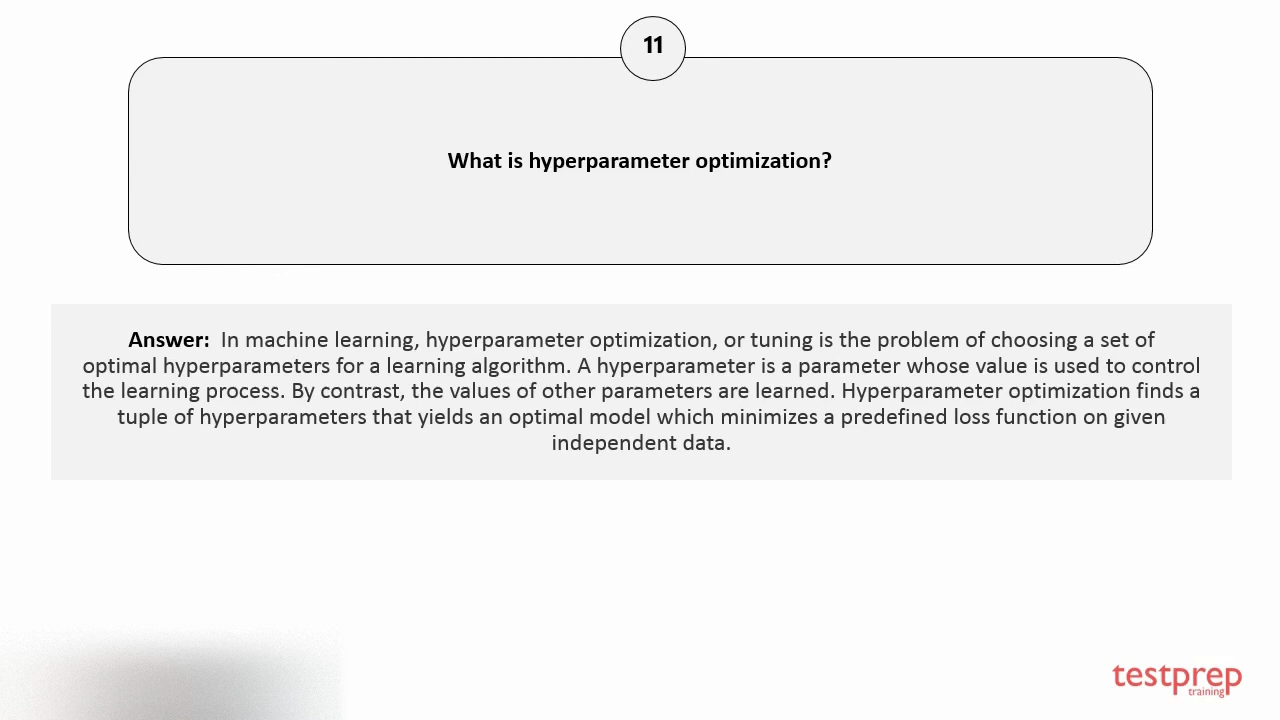 11
What is hyperparameter optimization?
Answer: In machine learning, hyperparameter optimization, or tuning is the problem of choosing a set of
optimal hyperparameters for a learning algorithm. A hyperparameter is a parameter whose value is used to control
the learning process. By contrast, the values of other parameters are learned. Hyperparameter optimization finds a
tuple of hyperparameters that yields an optimal model which minimizes a predefined loss function on given
independent data.
testprep
training